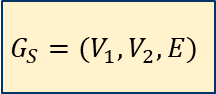 G_S = (V_1, V_2, E)